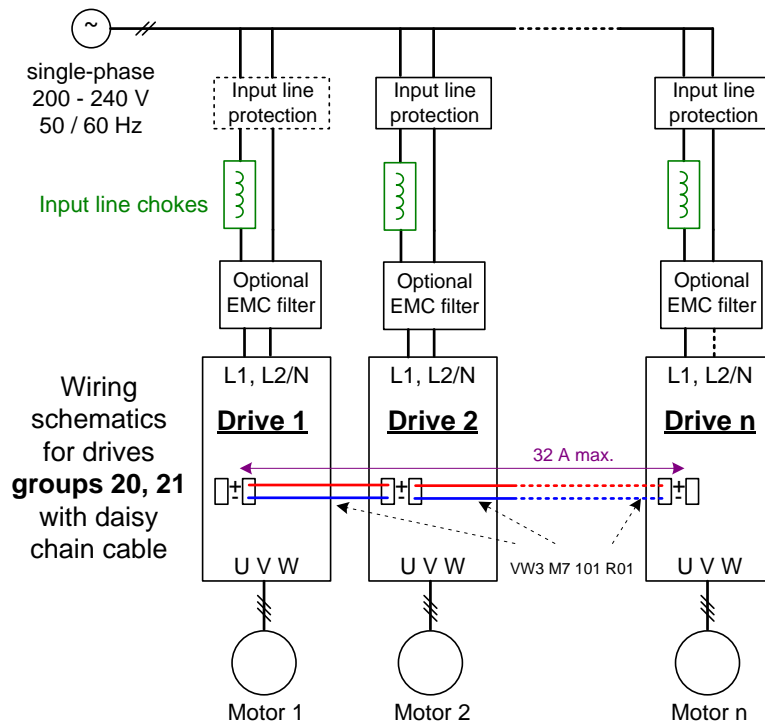 ~
single-phase
200 - 240 V
50 / 60 Hz
Input line
protection
Input line
protection
Input line
protection
Input line chokes
Optional
EMC filter
Optional
EMC filter
Optional
EMC filter
Wiring
schematics
for drives
groups 20, 21
with daisy
chain cable
L1, L2/N
Drive 1
L1, L2/N
Drive 2
L1, L2/N
Drive n
32 A max.
+
-
+
-
+
-
VW3 M7 101 R01
U V W
U V W
U V W
Motor 1
Motor 2
Motor n